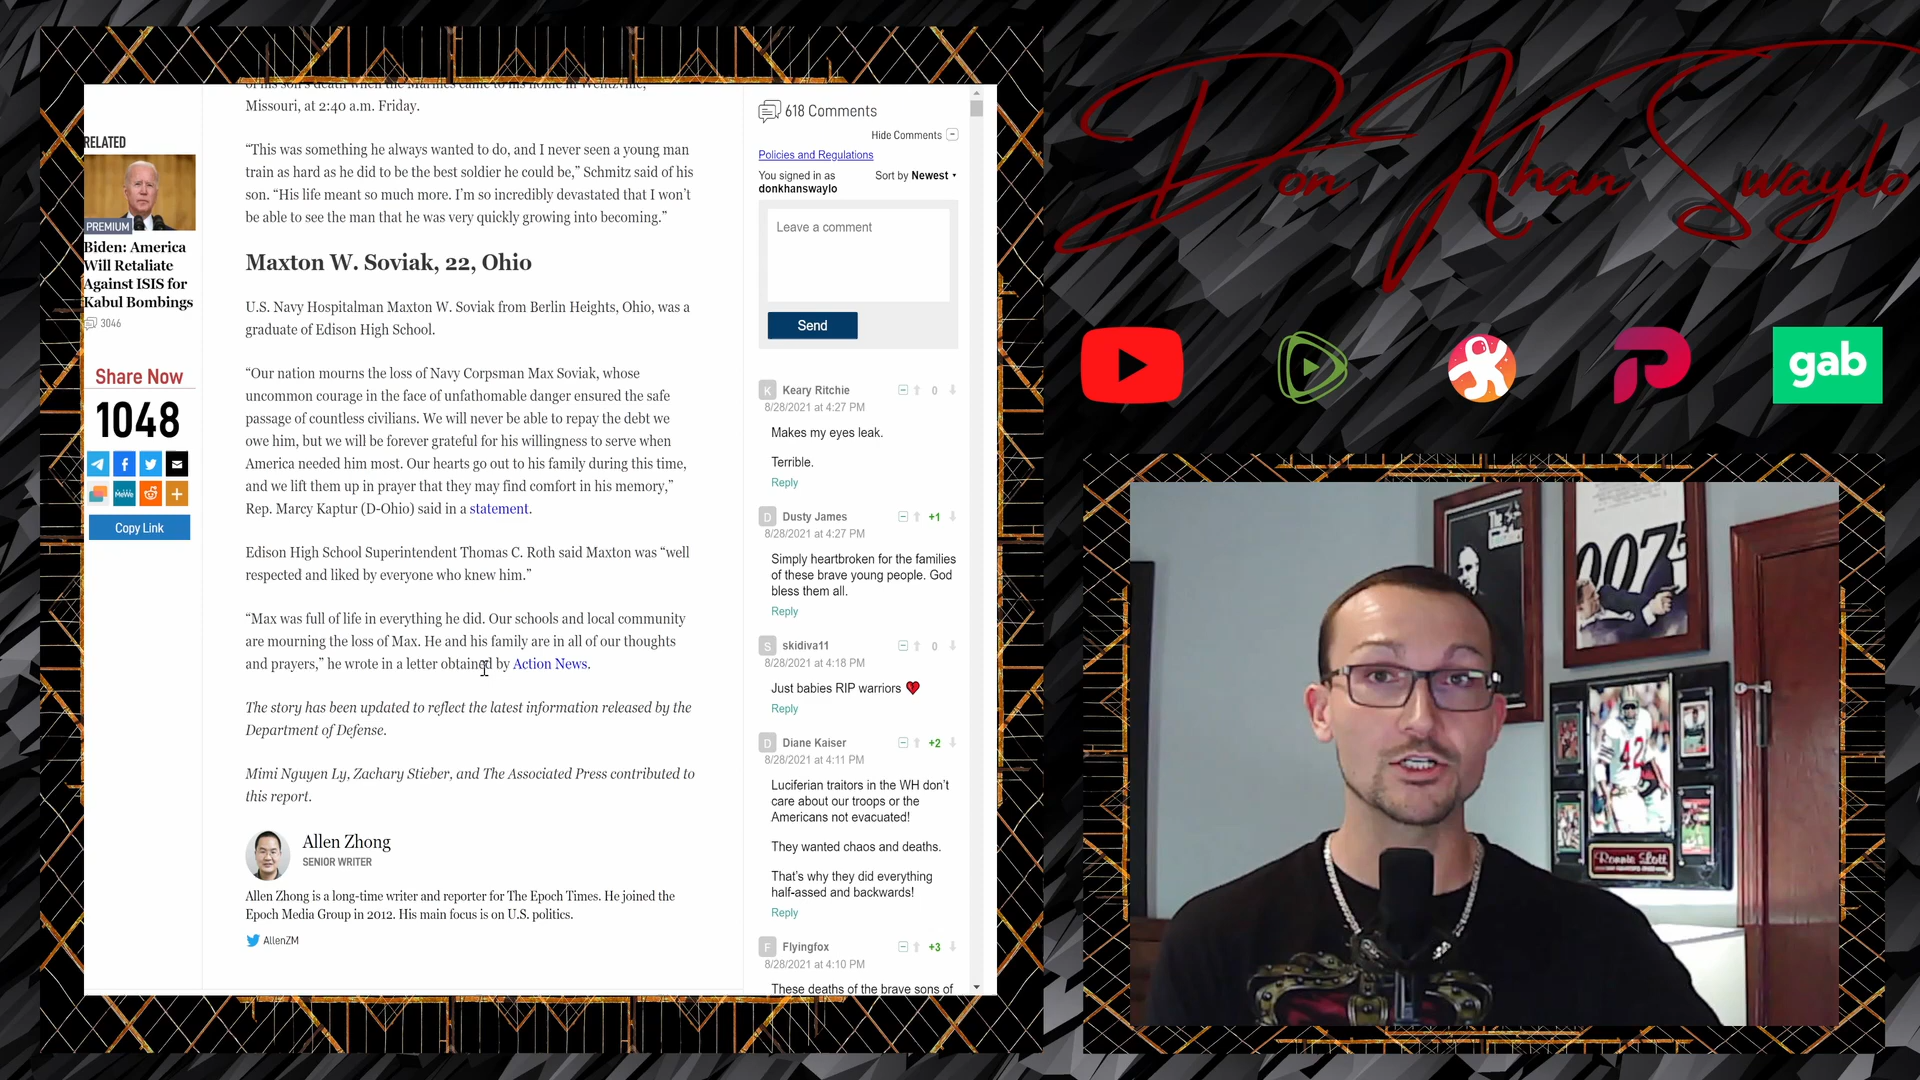 of his son's death when the Marines came to his home in Wentzville,
Missouri, at 2:40 a.m. Friday.
“This was something he always wanted to do, and I never seen a young man
train as hard as he did to be the best soldier he could be,” Schmitz said of his
son. “His life meant so much more. I’m so incredibly devastated that I won’t
be able to see the man that he was very quickly growing into becoming.”
Maxton W. Soviak, 22, Ohio
U.S. Navy Hospitalman Maxton W. Soviak from Berlin Heights, Ohio, was a
graduate of Edison High School.
“Our nation mourns the loss of Navy Corpsman Max Soviak, whose
uncommon courage in the face of unfathomable danger ensured the safe
passage of countless civilians. We will never be able to repay the debt we
owe him, but we will be forever grateful for his willingness to serve when
America needed him most. Our hearts go out to his family during this time,
and we lift them up in prayer that they may find comfort in his memory,”
Rep. Marcy Kaptur (D-Ohio) said in a statement.
Edison High School Superintendent Thomas C. Roth said Maxton was “well
respected and liked by everyone who knew him.”
“Max was full of life in everything he did. Our schools and local community
are mourning the loss of Max. He and his family are in all of our thoughts
and prayers,” he wrote in a letter obtained by Action News.
The story has been updated to reflect the latest information released by the
Department of Defense.
Mimi Nguyen Ly, Zachary Stieber, and The Associated Press contributed to
this report.
Allen Zhong
SENIOR WRITER
Allen Zhong is a long-time writer and reporter for The Epoch Times. He joined the
Epoch Media Group in 2012. His main focus is on U.S. politics.
AllenZM
RELATED
PREMIUM
Biden: America
Will Retaliate
Against ISIS for
Kabul Bombings
3046
Share Now
1048
MeWe
Copy Link
618 Comments
Hide Comments
Policies and Regulations
You signed in as
donkhanswaylo
Sort by Newest
Leave a comment
Send
K Keary Ritchie 0
8/28/2021 at 4:27 PM
Makes my eyes leak.
Terrible.
Reply
D Dusty James +1
8/28/2021 at 4:27 PM
Simply heartbroken for the families
of these brave young people. God
bless them all.
Reply
S skidiva11 0
8/28/2021 at 4:18 PM
Just babies RIP warriors 💔
Reply
D Diane Kaiser +2
8/28/2021 at 4:11 PM
Luciferian traitors in the WH don’t
care about our troops or the
Americans not evacuated!
They wanted chaos and deaths.
That’s why they did everything
half-assed and backwards!
Reply
F Flyingfox +3
8/28/2021 at 4:10 PM
These deaths of the brave sons of
Don Khan Swaylo
gab
007
42
Ronnie Lott